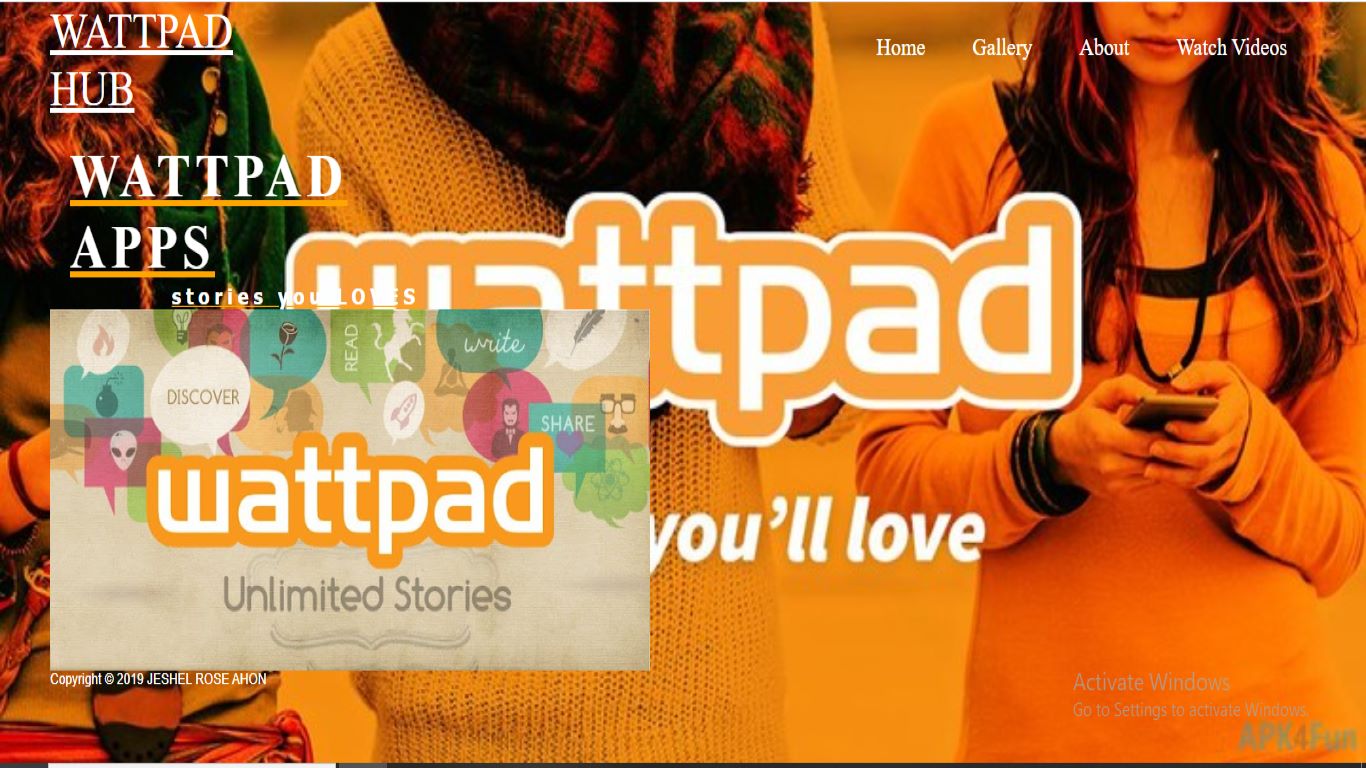 WATTPAD
HUB
Home Gallery About Watch Videos
WATTPAD
APPS
stories you LOVES
wattpad
READ
write
DISCOVER
SHARE
wattpad
you'll love
Unlimited Stories
Copyright © 2019 JESHEL ROSE AHON
Activate Windows
Go to Settings to activate Windows.
APK4Fun